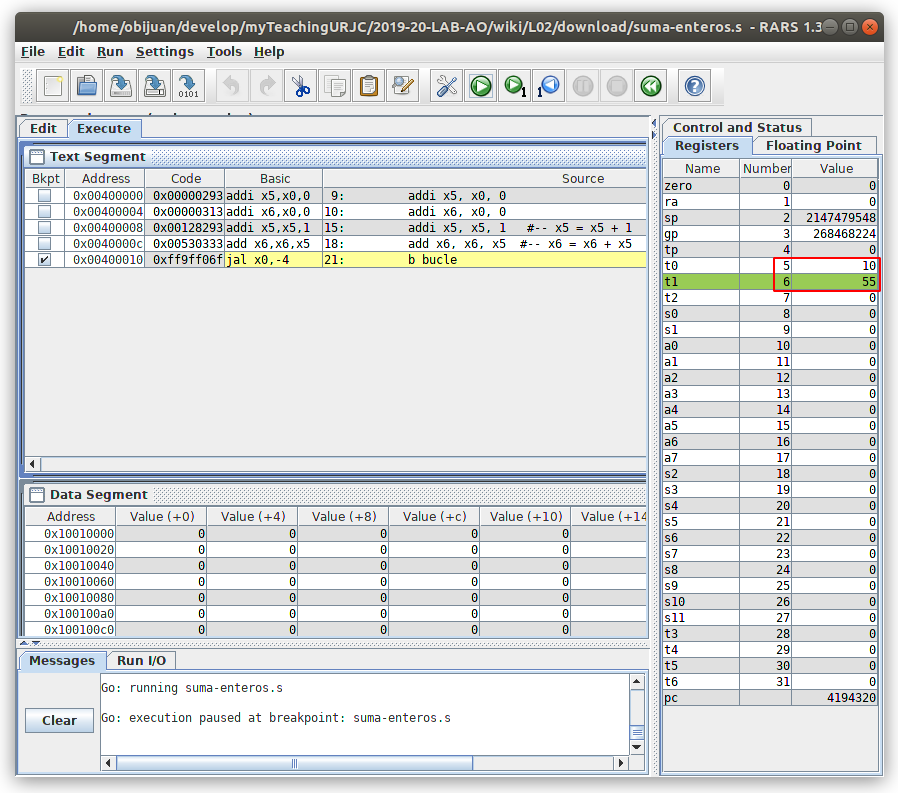 /home/obijuan/develop/myTeachingURJC/2019-20-LAB-AO/wiki/L02/download/suma-enteros.s - RARS 1.3
File Edit Run Settings Tools Help
Edit Execute
Text Segment
Bkpt Address Code Basic Source
0x00400000 0x00000293 addi x5,x0,0 9: addi x5, x0, 0
0x00400004 0x00000313 addi x6,x0,0 10: addi x6, x0, 0
0x00400008 0x00128293 addi x5,x5,1 15: addi x5, x5, 1 #-- x5 = x5 + 1
0x0040000c 0x00530333 add x6,x6,x5 18: add x6, x6, x5 #-- x6 = x6 + x5
0x00400010 0xff9ff06f jal x0,-4 21: b bucle
Data Segment
Address Value (+0) Value (+4) Value (+8) Value (+c) Value (+10) Value (+14
0x10010000 0 0 0 0 0
0x10010020 0 0 0 0 0
0x10010040 0 0 0 0 0
0x10010060 0 0 0 0 0
0x10010080 0 0 0 0 0
0x100100a0 0 0 0 0 0
0x100100c0 0 0 0 0 0
Messages Run I/O
Go: running suma-enteros.s
Go: execution paused at breakpoint: suma-enteros.s
Clear
Control and Status
Registers Floating Point
Name Number Value
zero 0 0
ra 1 0
sp 2 2147479548
gp 3 268468224
tp 4 0
t0 5 10
t1 6 55
t2 7 0
s0 8 0
s1 9 0
a0 10 0
a1 11 0
a2 12 0
a3 13 0
a4 14 0
a5 15 0
a6 16 0
a7 17 0
s2 18 0
s3 19 0
s4 20 0
s5 21 0
s6 22 0
s7 23 0
s8 24 0
s9 25 0
s10 26 0
s11 27 0
t3 28 0
t4 29 0
t5 30 0
t6 31 0
pc 4194320